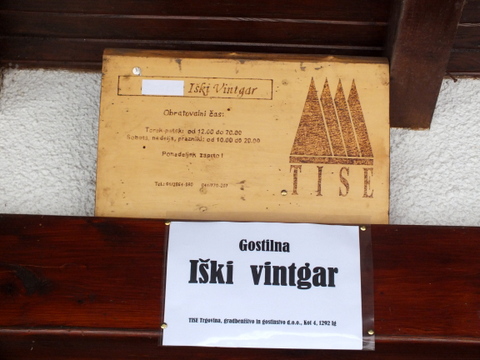 Iški Vintgar
Obratovalni čas:
Torek-petek: od 12.00 do 20.00
Sobota, nedelja, prazniki: od 10.00 do 20.00
Ponedeljek zaprto!
TISE
Gostilna
Iški vintgar
TISE Trgovina, gradbeništvo in gostinstvo d.o.o., Kot 4, 1292 Ig